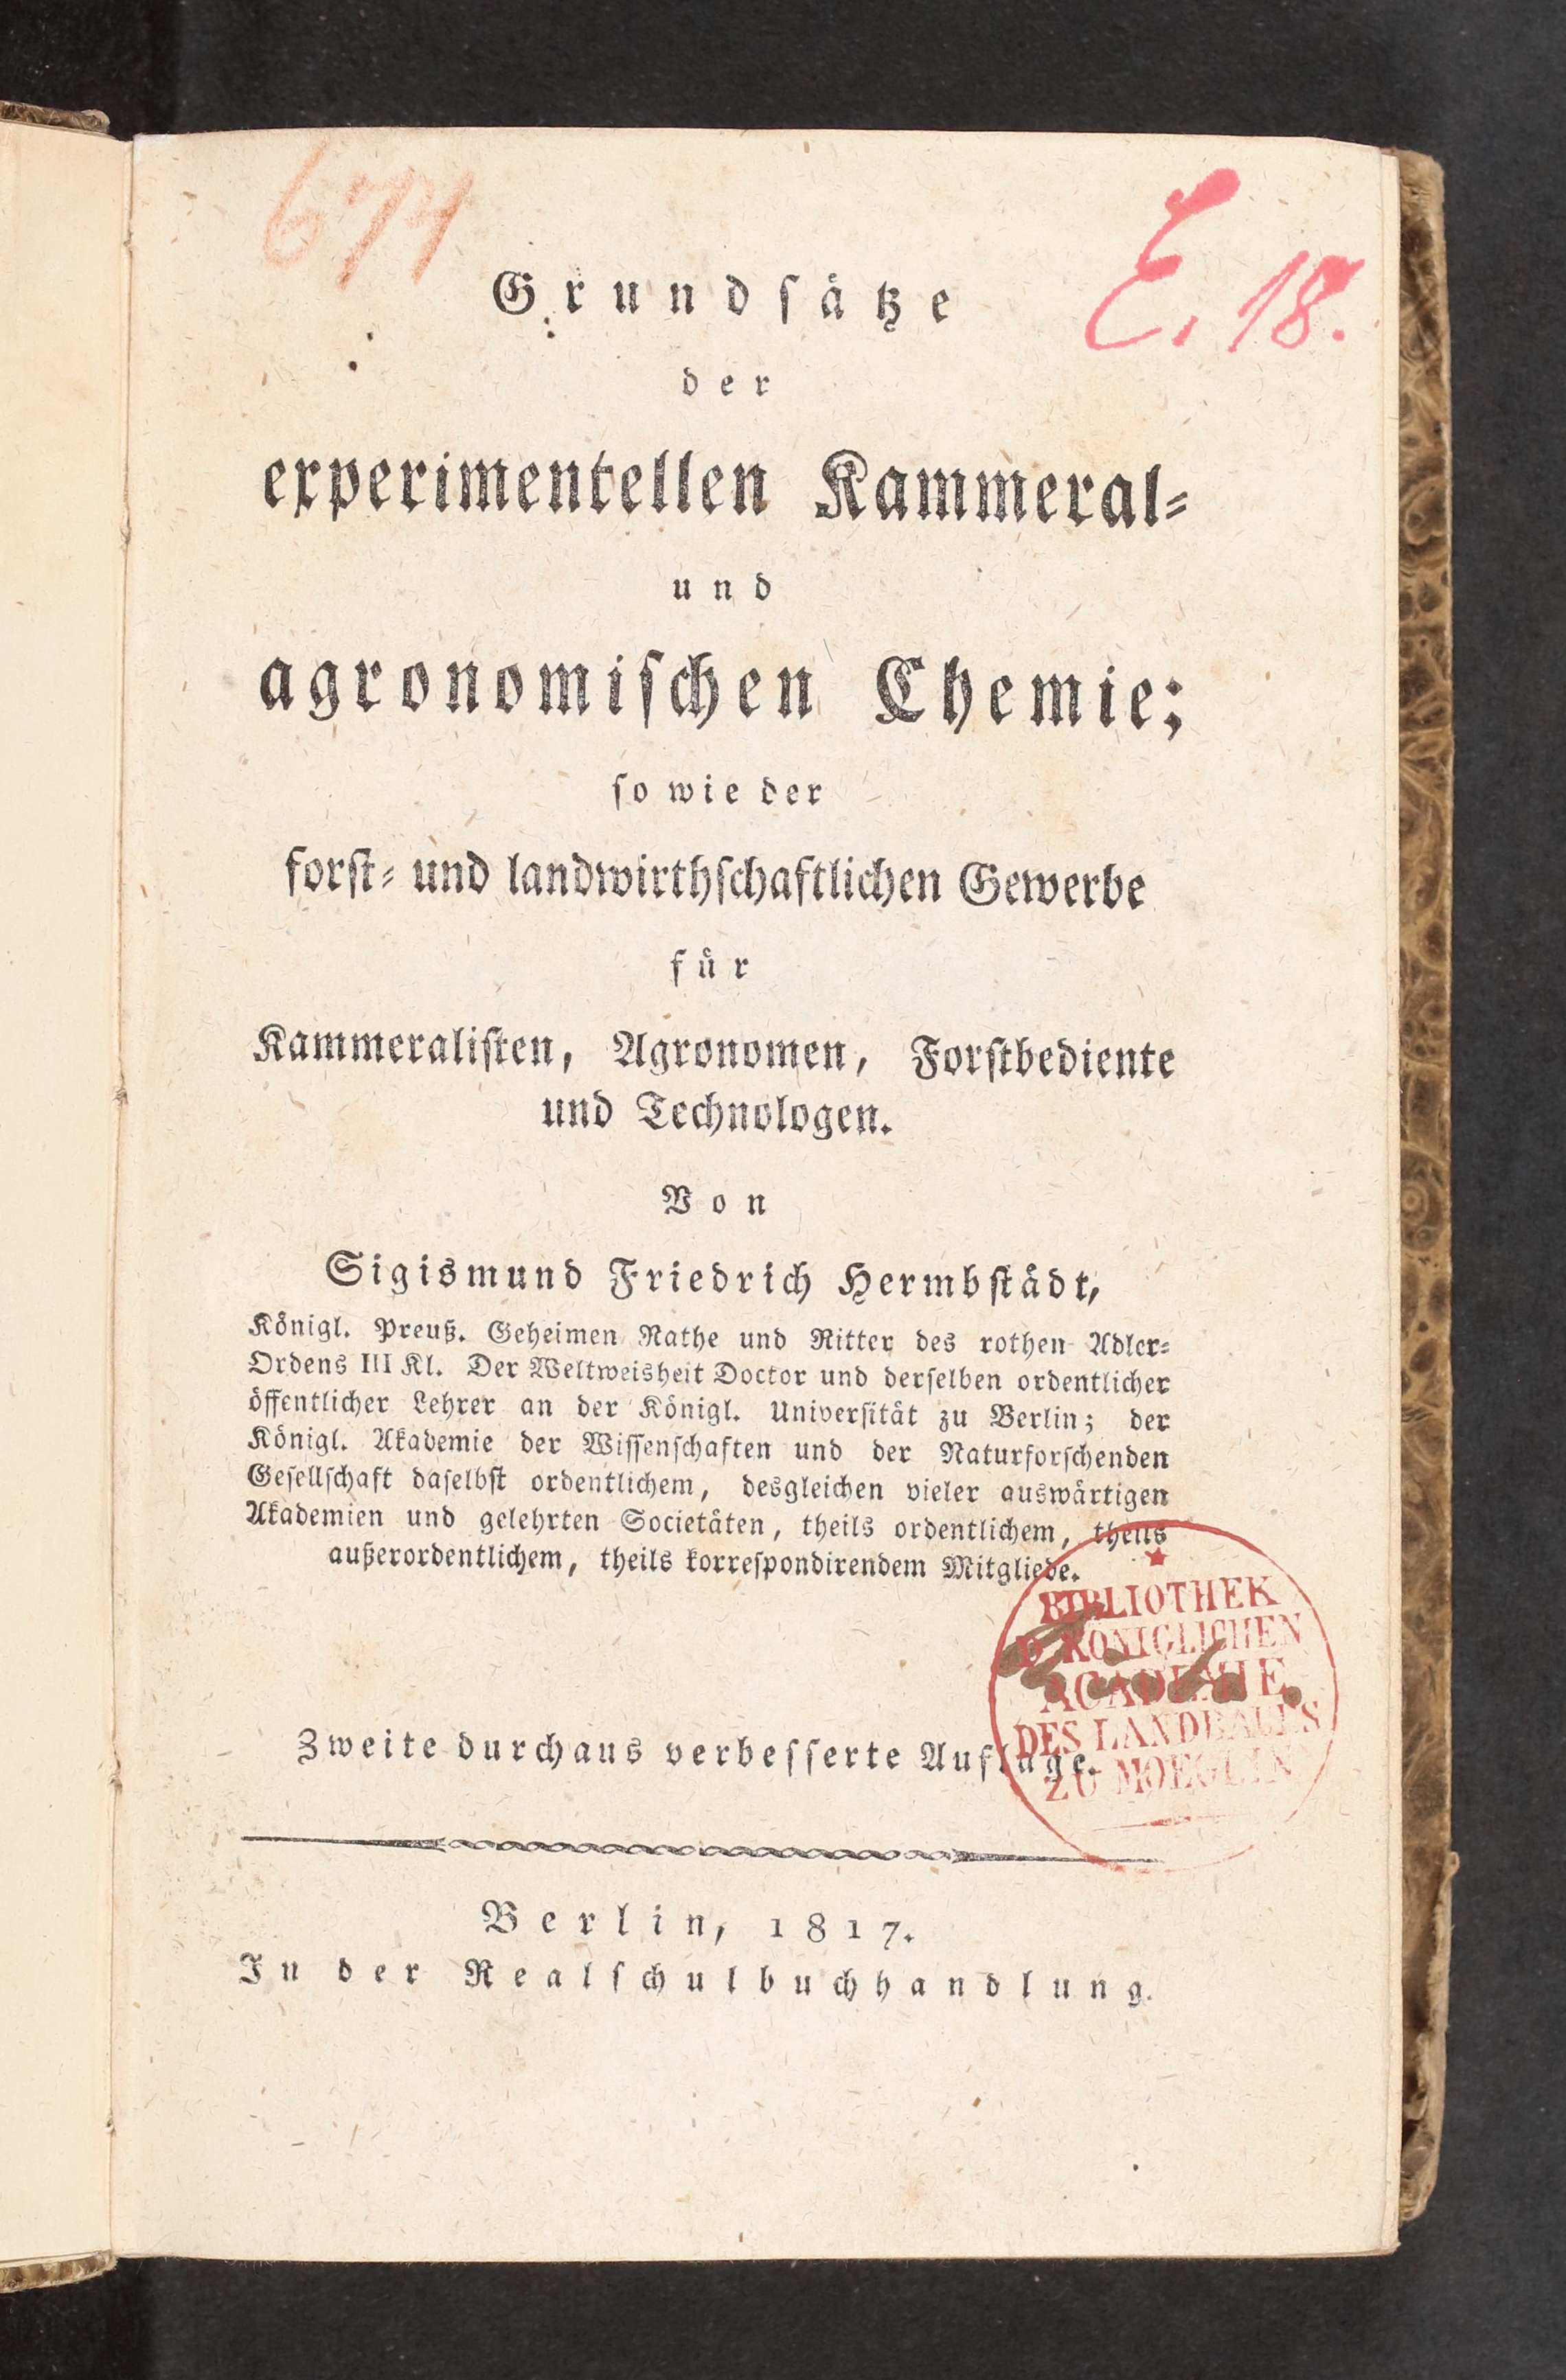 674
E. 18.
Grundsätze
der
experimentellen Kammeral-
und
agronomischen Chemie;
so wie der
forst- und landwirthschaftlichen Gewerbe
für
Kammeralisten, Agronomen, Forstbediente
und Technologen.
Von
Sigismund Friedrich Hermbstädt,
Königl. Preuß. Geheimen Rathe und Ritter des rothen Adler-
Ordens III Kl. Der Weltweisheit Doctor und derselben ordentlicher
öffentlicher Lehrer an der Königl. Universität zu Berlin; der
Königl. Akademie der Wissenschaften und der Naturforschenden
Gesellschaft daselbst ordentlichem, desgleichen vieler auswärtigen
Akademien und gelehrten Societäten, theils ordentlichem, theils
außerordentlichem, theils korrespondirendem Mitgliede.
BIBLIOTHEK
D. KÖNIGLICHEN
ACADEMIE
DES LANDBAUES
ZU MOEGLIN
Zweite durchaus verbesserte Auflage.
Berlin, 1817.
In der Realschulbuchhandlung.